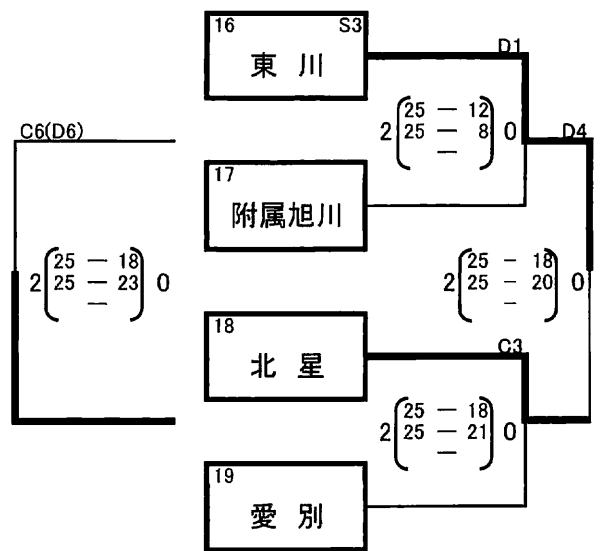 16 S3
東川
D1
25 — 12
2 25 — 8 0
—
C6(D6)
D4
17
附属旭川
25 — 18
2 25 — 23 0
—
25 - 18
2 25 - 20 0
-
18
北星
C3
25 — 18
2 25 — 21 0
—
19
愛別